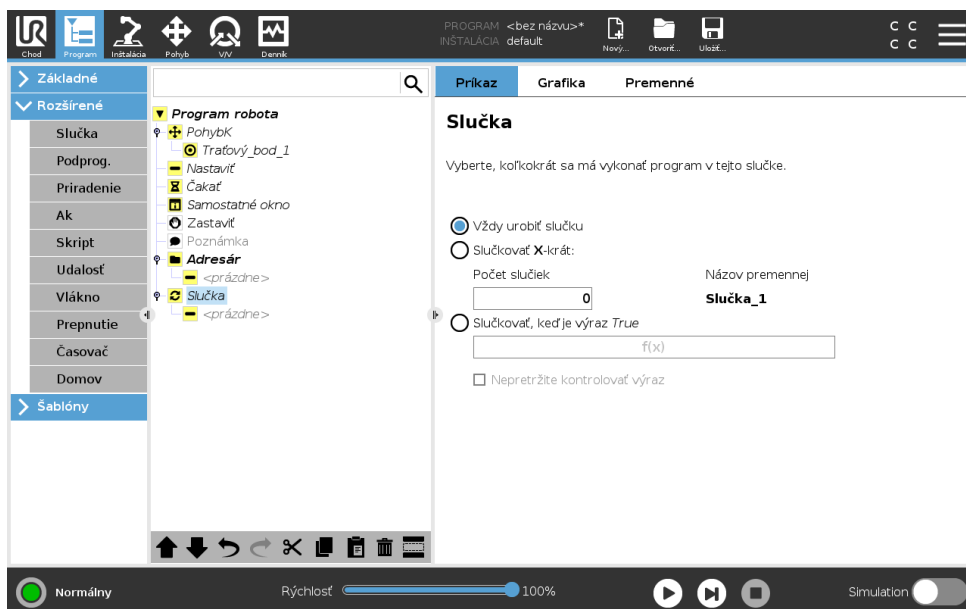 PROGRAM <bez názvu>*
INŠTALÁCIA default
Chod
Program
Inštalácia
Pohyb
V/V
Denník
Nový...
Otvoriť...
Uložiť...
C C
C C
Základné
Rozšírené
Slučka
Podprog.
Priradenie
Ak
Skript
Udalosť
Vlákno
Prepnutie
Časovač
Domov
Šablóny
Program robota
PohybK
Traťový_bod_1
Nastaviť
Čakať
Samostatné okno
Zastaviť
Poznámka
Adresár
<prázdne>
Slučka
<prázdne>
Príkaz
Grafika
Premenné
Slučka
Vyberte, koľkokrát sa má vykonať program v tejto slučke.
Vždy urobiť slučku
Slučkovať X-krát:
Počet slučiek
Názov premennej
0
Slučka_1
Slučkovať, keď je výraz True
f(x)
Nepretržite kontrolovať výraz
Normálny
Rýchlosť
100%
Simulation